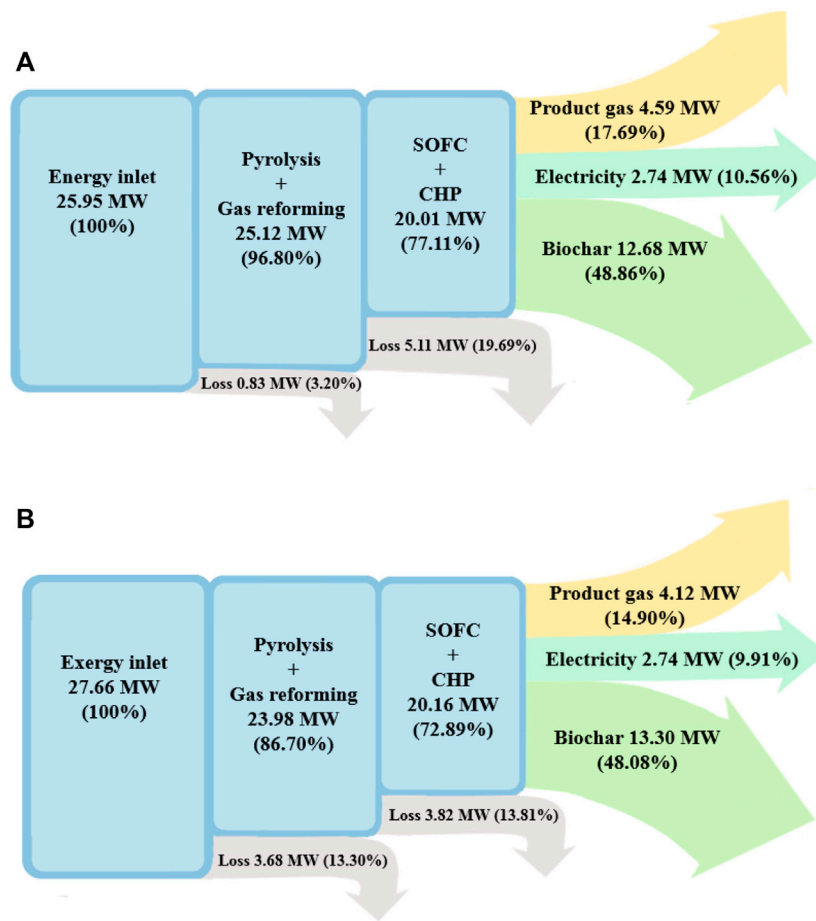 A
Energy inlet
25.95 MW
(100%)
Pyrolysis
+
Gas reforming
25.12 MW
(96.80%)
SOFC
+
CHP
20.01 MW
(77.11%)
Product gas 4.59 MW
(17.69%)
Electricity 2.74 MW (10.56%)
Biochar 12.68 MW
(48.86%)
Loss 5.11 MW (19.69%)
Loss 0.83 MW (3.20%)
B
Exergy inlet
27.66 MW
(100%)
Pyrolysis
+
Gas reforming
23.98 MW
(86.70%)
SOFC
+
CHP
20.16 MW
(72.89%)
Product gas 4.12 MW
(14.90%)
Electricity 2.74 MW (9.91%)
Biochar 13.30 MW
(48.08%)
Loss 3.82 MW (13.81%)
Loss 3.68 MW (13.30%)